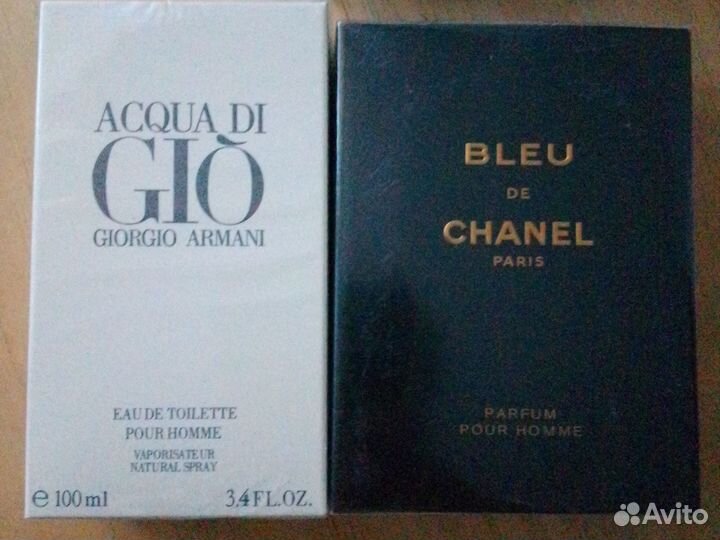 ACQUA DI
GIÒ
GIORGIO ARMANI
EAU DE TOILETTE
POUR HOMME
VAPORISATEUR
NATURAL SPRAY
e 100 ml 3.4 FL.OZ.
BLEU
DE
CHANEL
PARIS
PARFUM
POUR HOMME
Avito